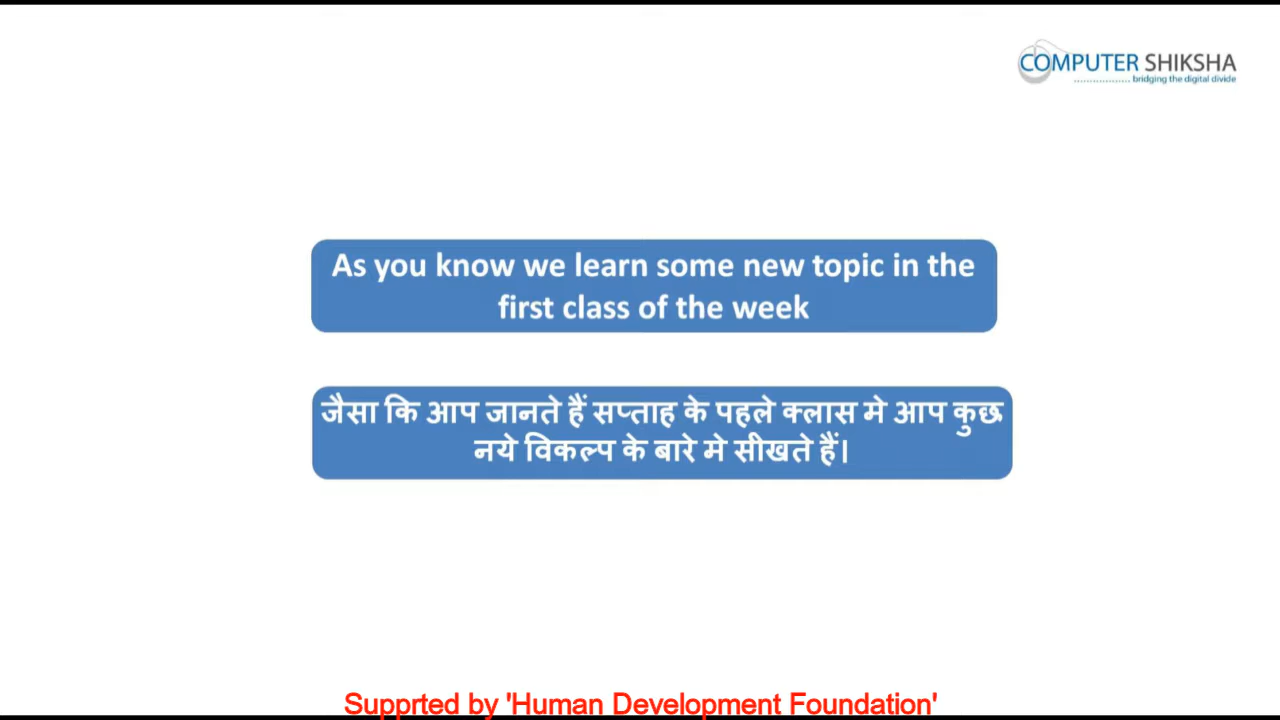 COMPUTER SHIKSHA
bridging the digital divide
As you know we learn some new topic in the
first class of the week
जैसा कि आप जानते हैं सप्ताह के पहले क्लास मे आप कुछ
नये विकल्प के बारे मे सीखते हैं।
Supprted by 'Human Development Foundation'